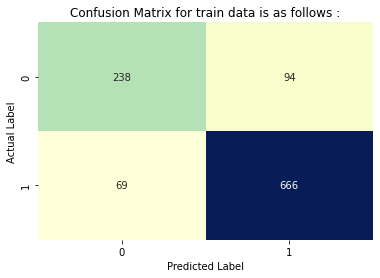 Confusion Matrix for train data is as follows :
Actual Label
0
238
94
1
69
666
0
1
Predicted Label